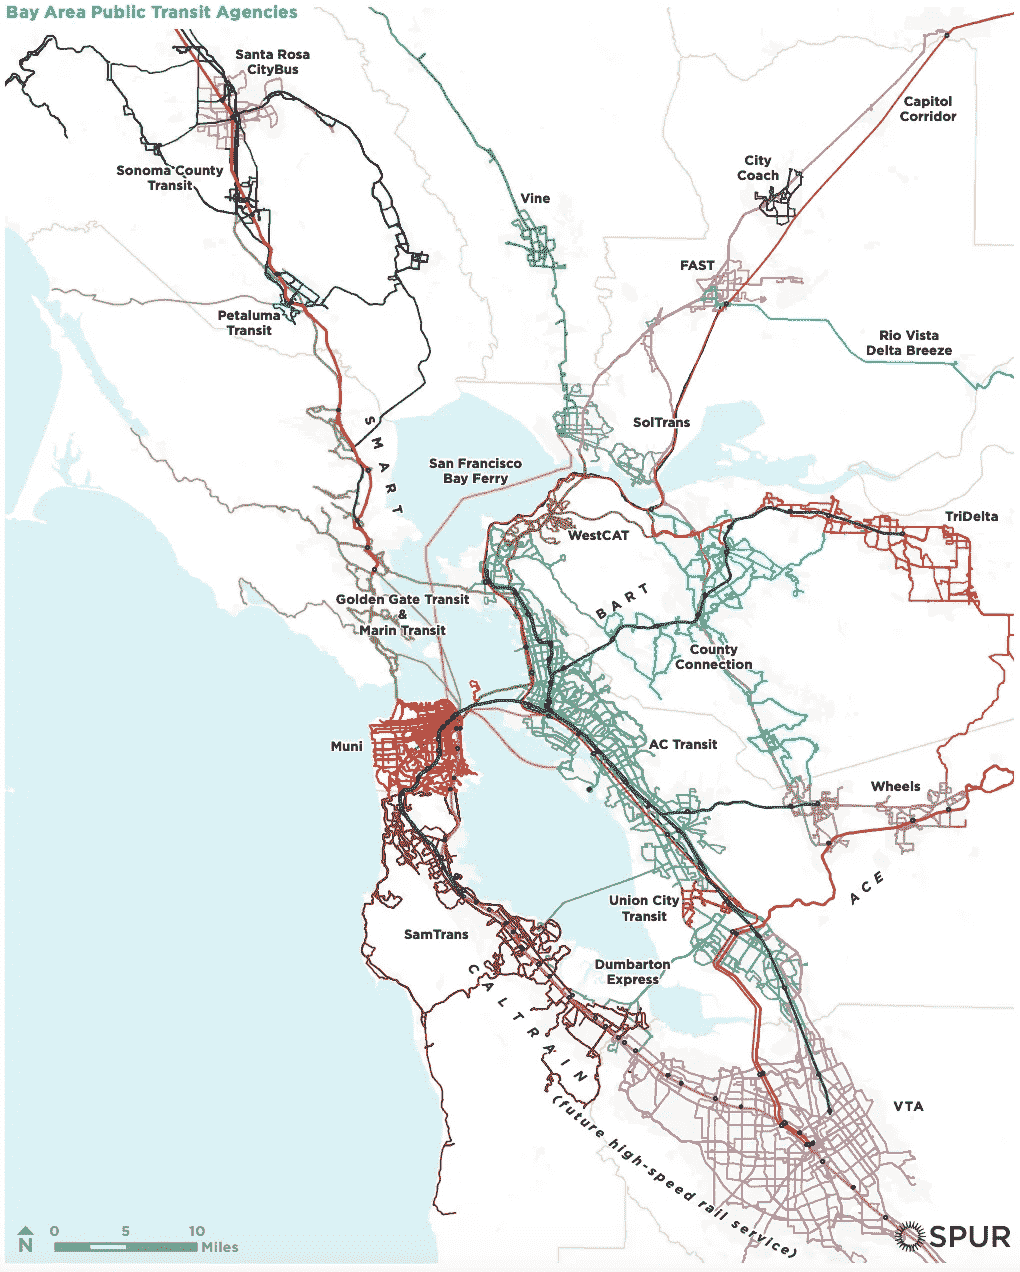 Bay Area Public Transit Agencies
Santa Rosa
CityBus
Capitol
Corridor
City
Coach
Sonoma County
Transit
Vine
FAST
Petaluma
Transit
Rio Vista
Delta Breeze
SMART
SolTrans
San Francisco
Bay Ferry
WestCAT
TriDelta
BART
Golden Gate Transit
&
Marin Transit
County
Connection
Muni
AC Transit
Wheels
ACE
Union City
Transit
SamTrans
Dumbarton
Express
CALTRAIN
(future high-speed rail service)
VTA
N
0 5 10
Miles
SPUR